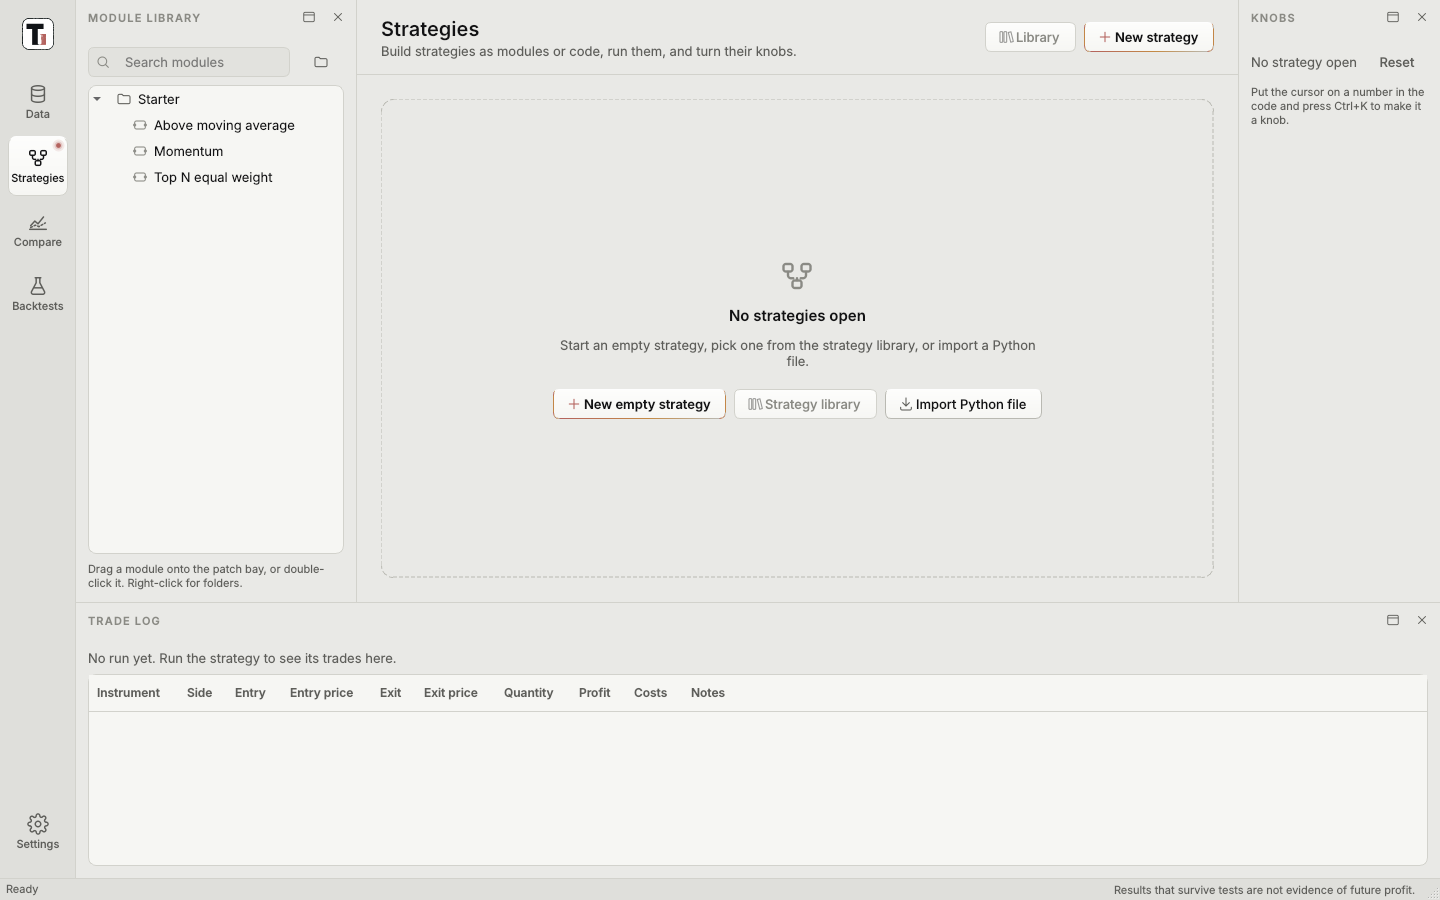 MODULE LIBRARY
Search modules
Starter
Above moving average
Momentum
Top N equal weight
Drag a module onto the patch bay, or double-
click it. Right-click for folders.
Data
Strategies
Compare
Backtests
Settings
Strategies
Build strategies as modules or code, run them, and turn their knobs.
Library
New strategy
No strategies open
Start an empty strategy, pick one from the strategy library, or import a Python
file.
New empty strategy
Strategy library
Import Python file
KNOBS
No strategy open
Reset
Put the cursor on a number in the
code and press Ctrl+K to make it
a knob.
TRADE LOG
No run yet. Run the strategy to see its trades here.
Instrument Side Entry Entry price Exit Exit price Quantity Profit Costs Notes
Ready
Results that survive tests are not evidence of future profit.